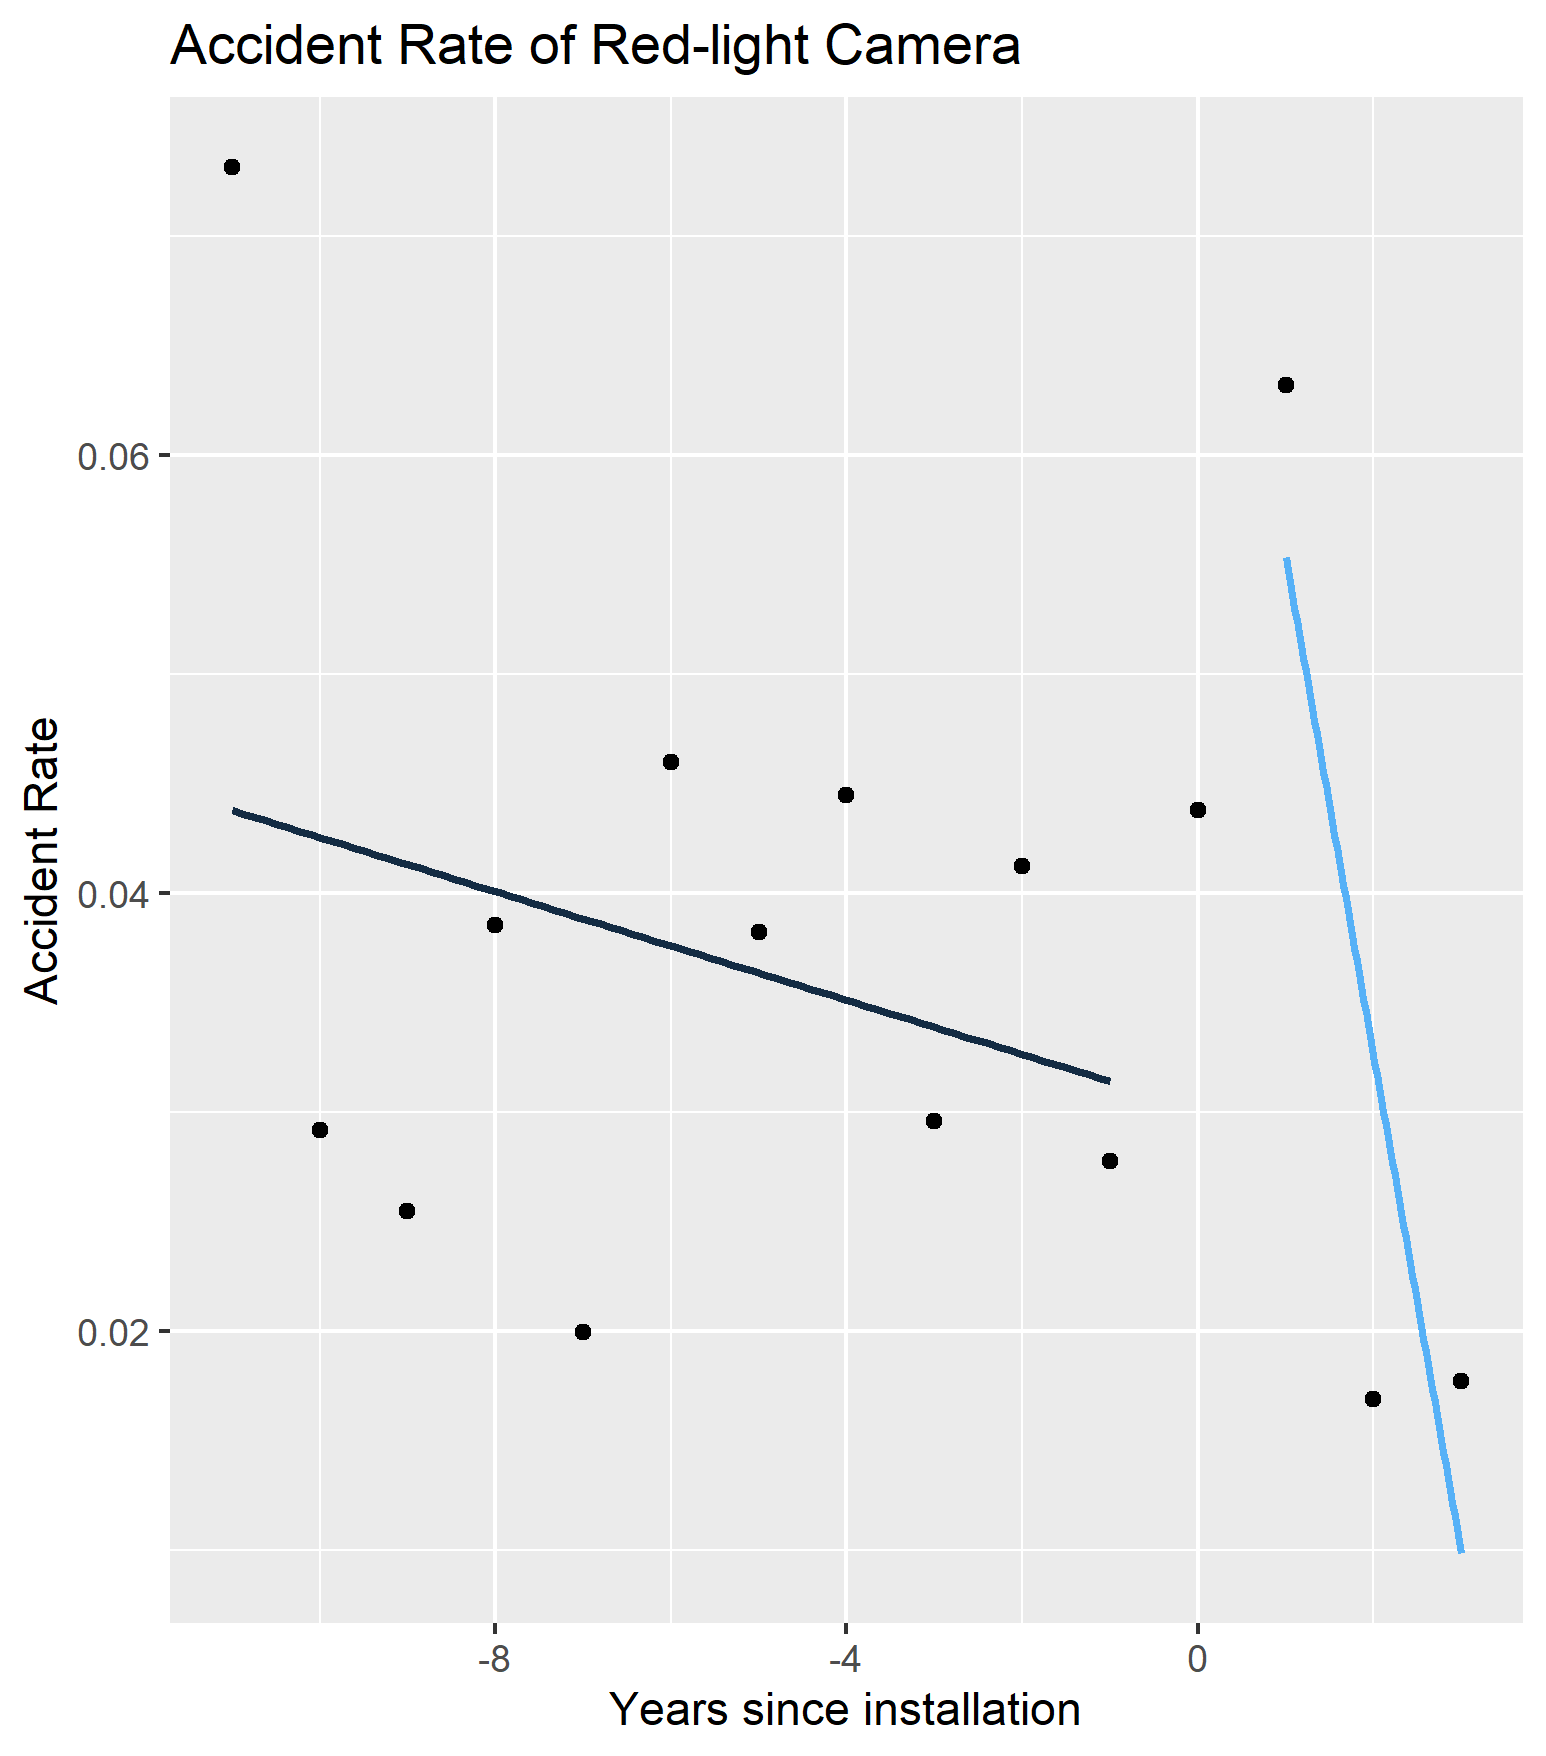 Accident Rate of Red-light Camera
Accident Rate
0.06
0.04
0.02
-8
-4
0
Years since installation